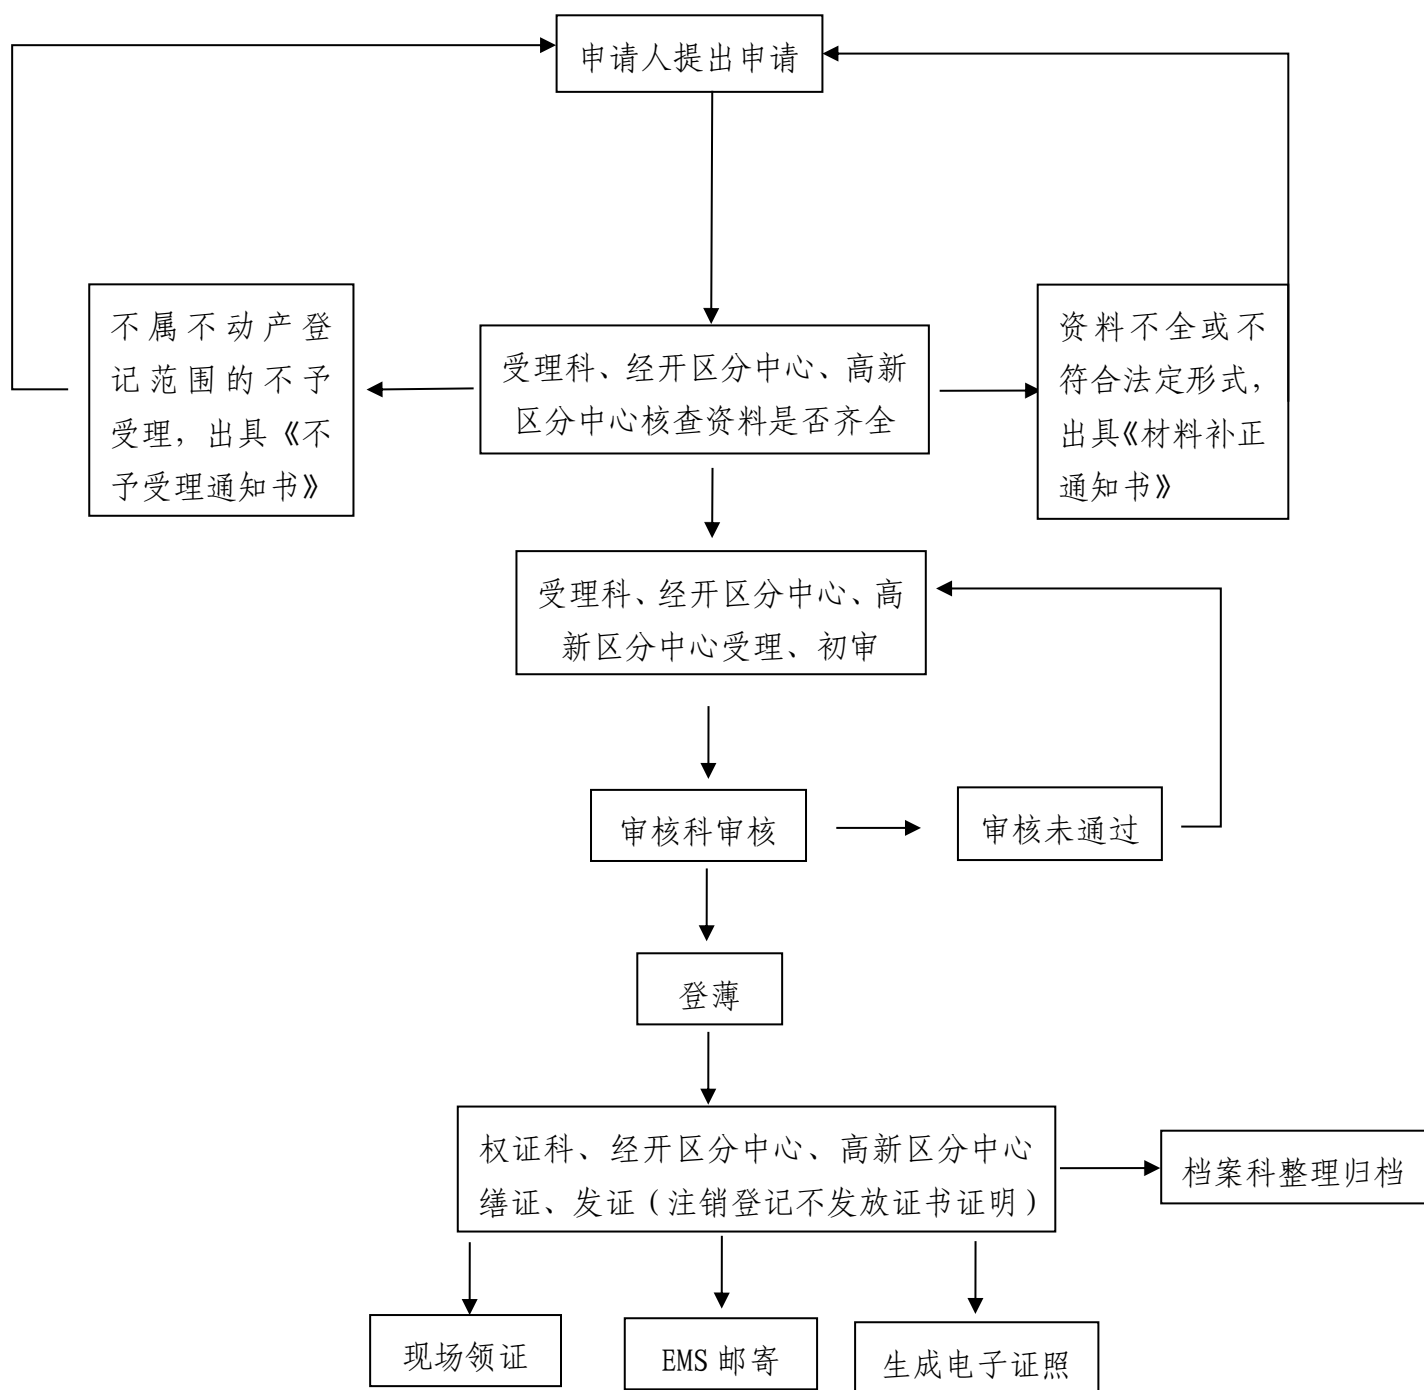 申请人提出申请
不属不动产登
记范围的不予
受理，出具《不
予受理通知书》
受理科、经开区分中心、高新
区分中心核查资料是否齐全
资料不全或不
符合法定形式，
出具《材料补正
通知书》
受理科、经开区分中心、高
新区分中心受理、初审
审核科审核
审核未通过
登薄
权证科、经开区分中心、高新区分中心
缮证、发证（注销登记不发放证书证明）
档案科整理归档
现场领证
EMS 邮寄
生成电子证照